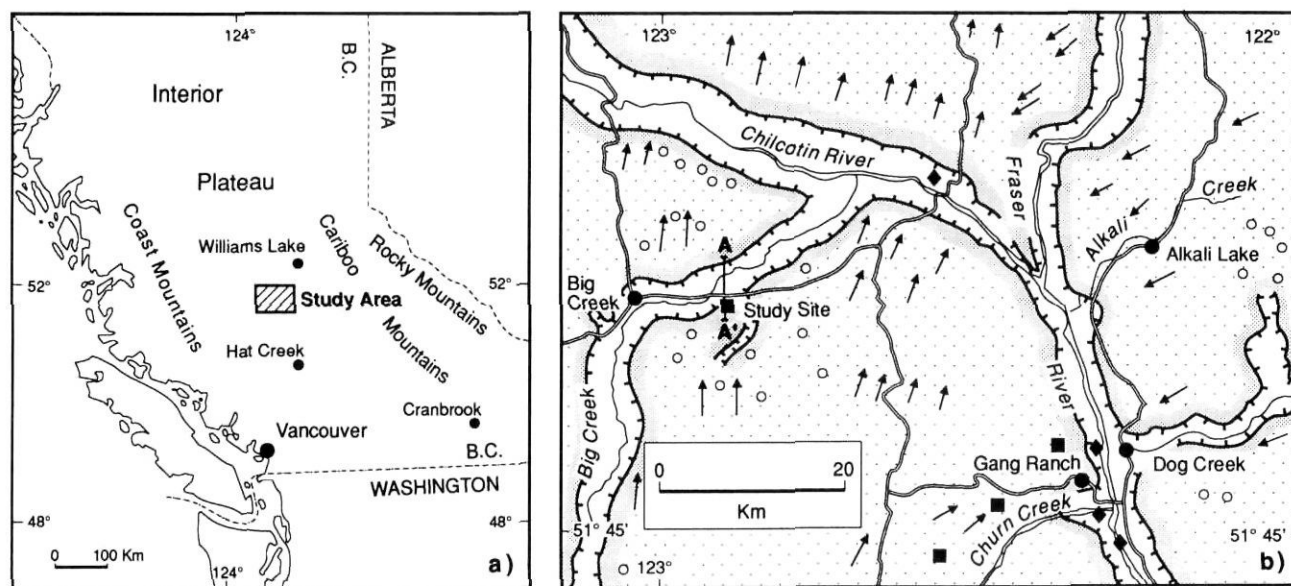 124°
B.C.
ALBERTA
Interior
Plateau
Coast Mountains
Cariboo
Mountains
Rocky Mountains
Williams Lake
52°
52°
Study Area
Hat Creek
Cranbrook
Vancouver
B.C.
WASHINGTON
48°
48°
0 100 Km
124°
a)
123°
122°
Chilcotin River
Fraser
River
Alkali
Creek
Alkali Lake
A
Big
Creek
Study Site
A'
Big Creek
0 20
Km
Gang Ranch
Dog Creek
Churn Creek
51° 45'
51° 45'
123°
b)